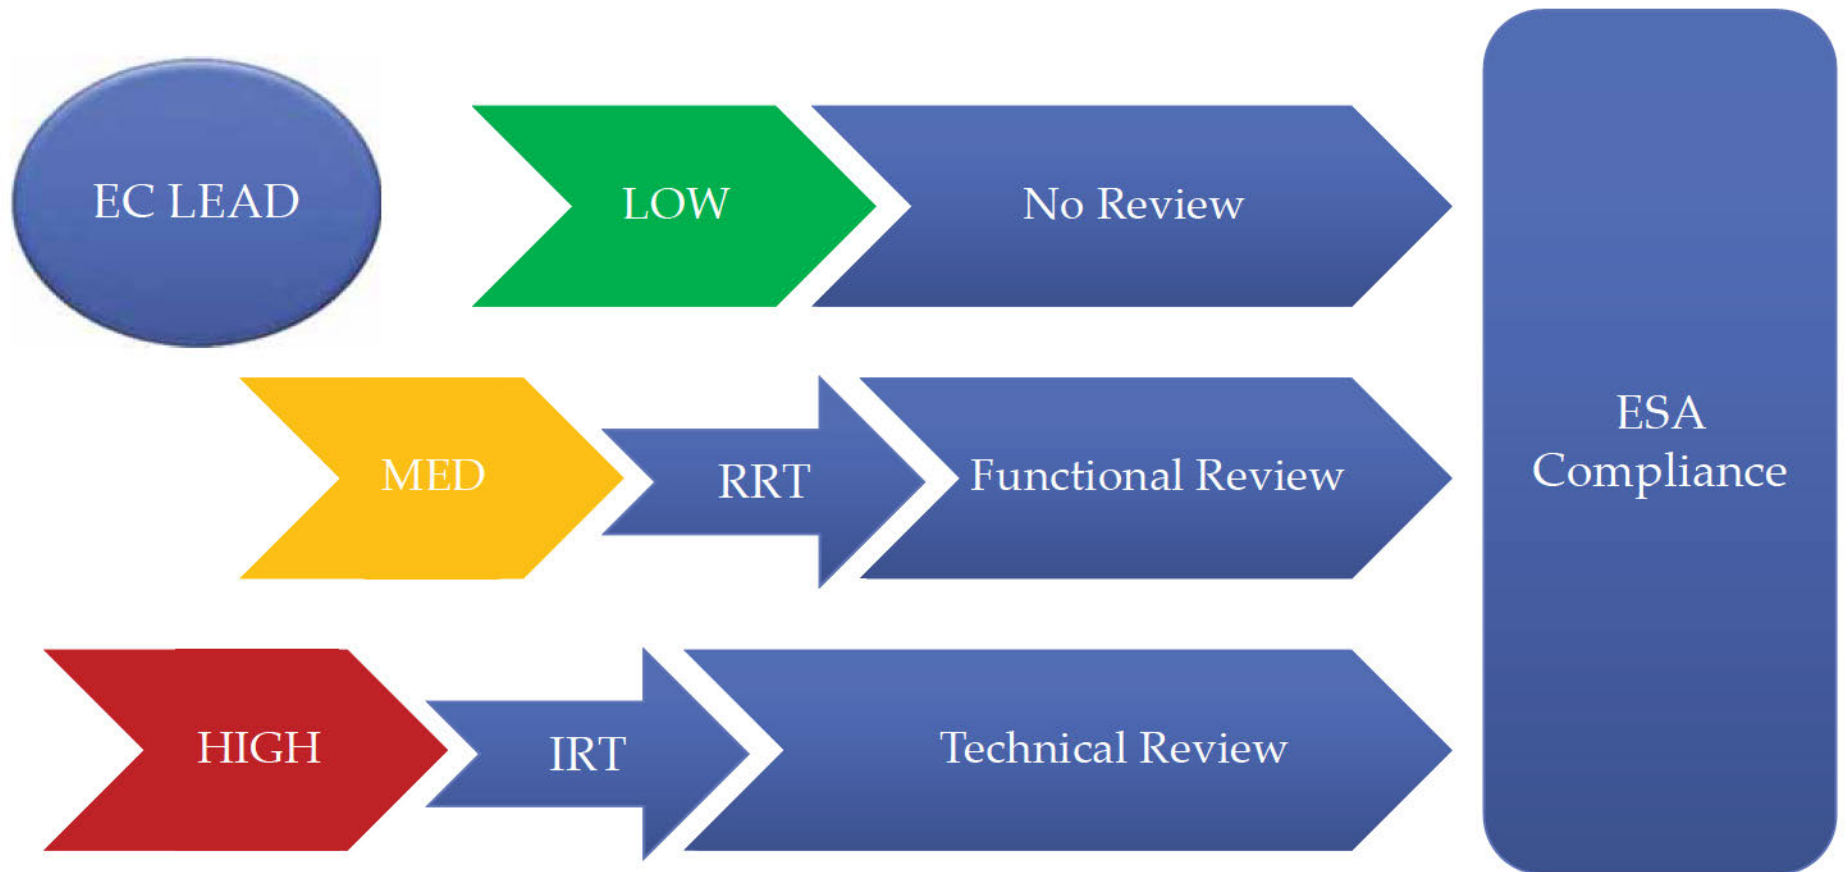 EC LEAD
LOW
No Review
MED
RRT
Functional Review
HIGH
IRT
Technical Review
ESA
Compliance